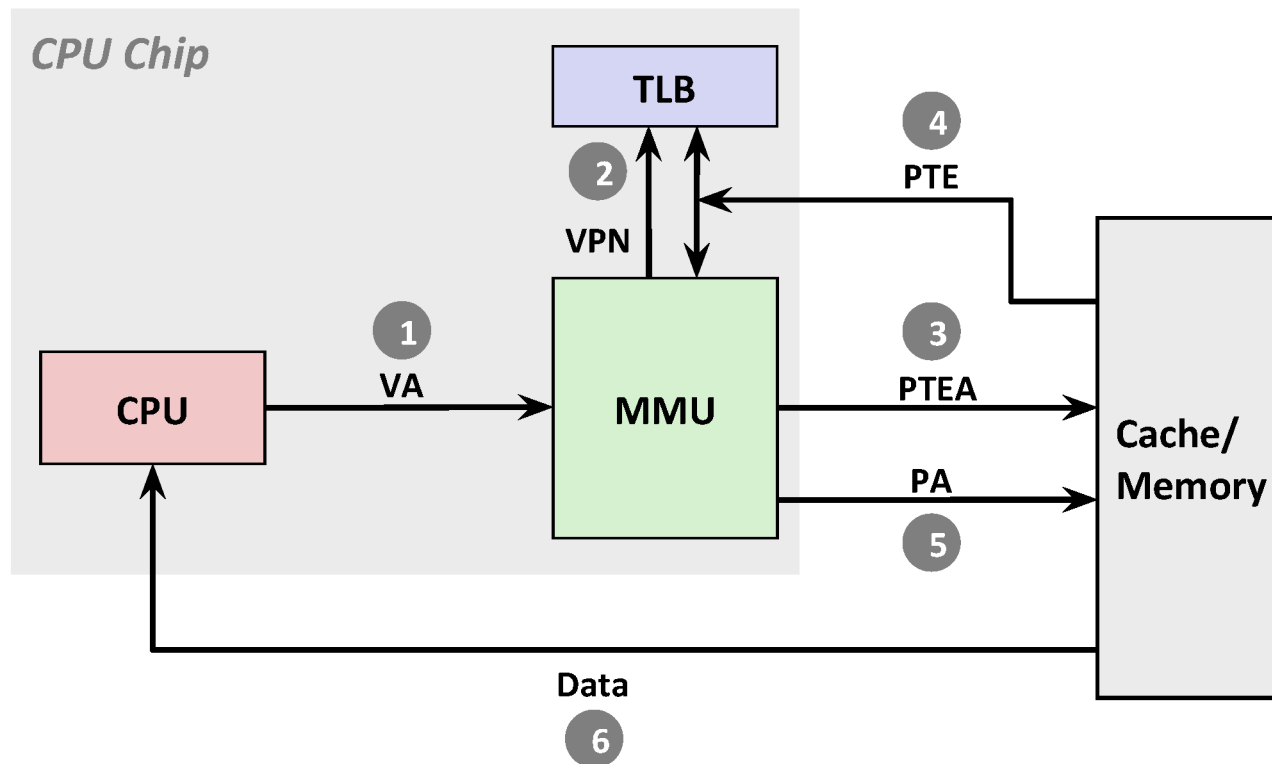 CPU Chip
TLB
4
2
PTE
VPN
1
3
VA
PTEA
CPU
MMU
Cache/
Memory
PA
5
Data
6